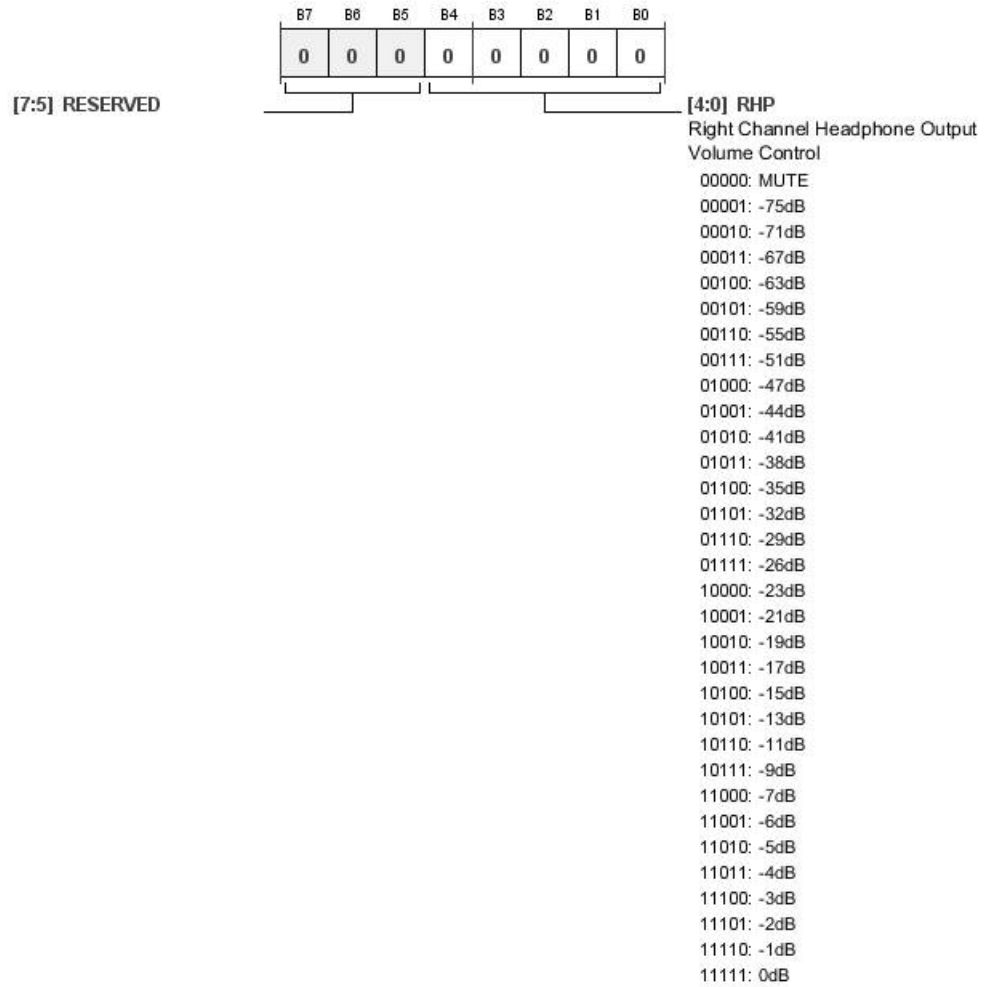 B7 B6 B5 B4 B3 B2 B1 B0
0 0 0 0 0 0 0 0
[7:5] RESERVED
[4:0] RHP
Right Channel Headphone Output
Volume Control
00000: MUTE
00001: -75dB
00010: -71dB
00011: -67dB
00100: -63dB
00101: -59dB
00110: -55dB
00111: -51dB
01000: -47dB
01001: -44dB
01010: -41dB
01011: -38dB
01100: -35dB
01101: -32dB
01110: -29dB
01111: -26dB
10000: -23dB
10001: -21dB
10010: -19dB
10011: -17dB
10100: -15dB
10101: -13dB
10110: -11dB
10111: -9dB
11000: -7dB
11001: -6dB
11010: -5dB
11011: -4dB
11100: -3dB
11101: -2dB
11110: -1dB
11111: 0dB